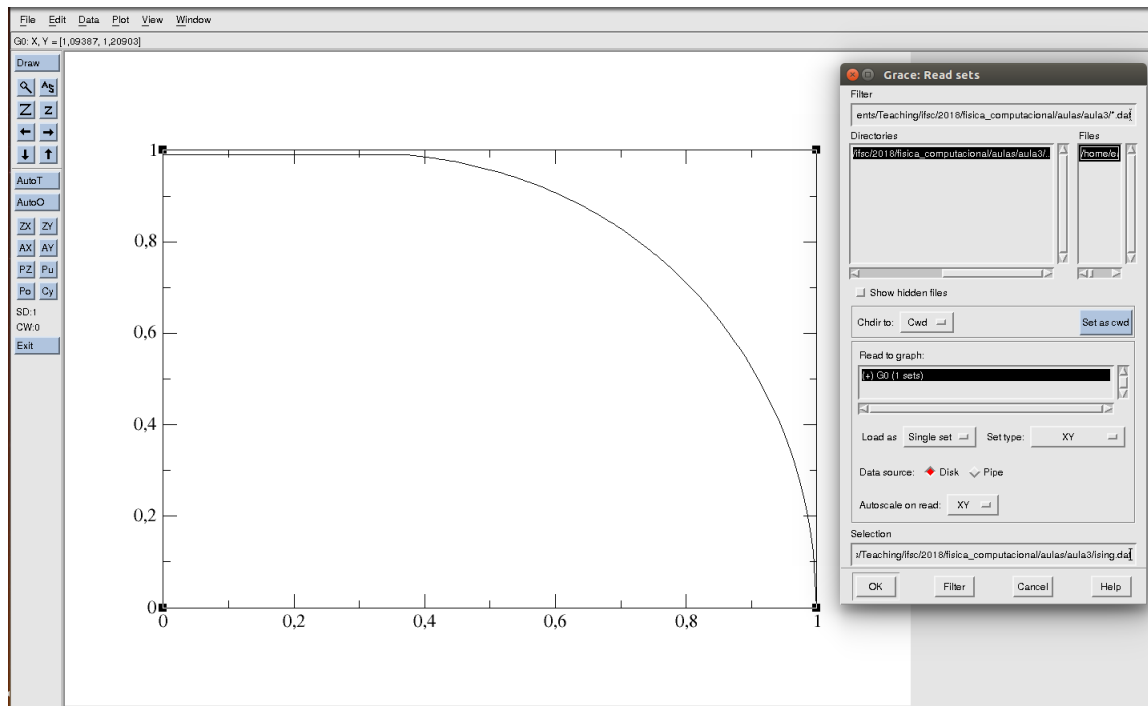 File Edit Data Plot View Window
G0: X, Y = [1,09387, 1,20903]
Draw
A S
Z z
AutoT
AutoO
ZX ZY
AX AY
PZ Pu
Po Cy
SD:1
CW:0
Exit
1
0,8
0,6
0,4
0,2
0
0 0,2 0,4 0,6 0,8 1
Grace: Read sets
Filter
ents/Teaching/ifsc/2018/fisica_computacional/aulas/aula3/*.dat
Directories Files
/ifsc/2018/fisica_computacional/aulas/aula3/.. /home/e
Show hidden files
Chdir to: Cwd Set as cwd
Read to graph:
(+) G0 (1 sets)
Load as Single set Set type: XY
Data source: Disk Pipe
Autoscale on read: XY
Selection
/Teaching/ifsc/2018/fisica_computacional/aulas/aula3/ising.dat
OK Filter Cancel Help